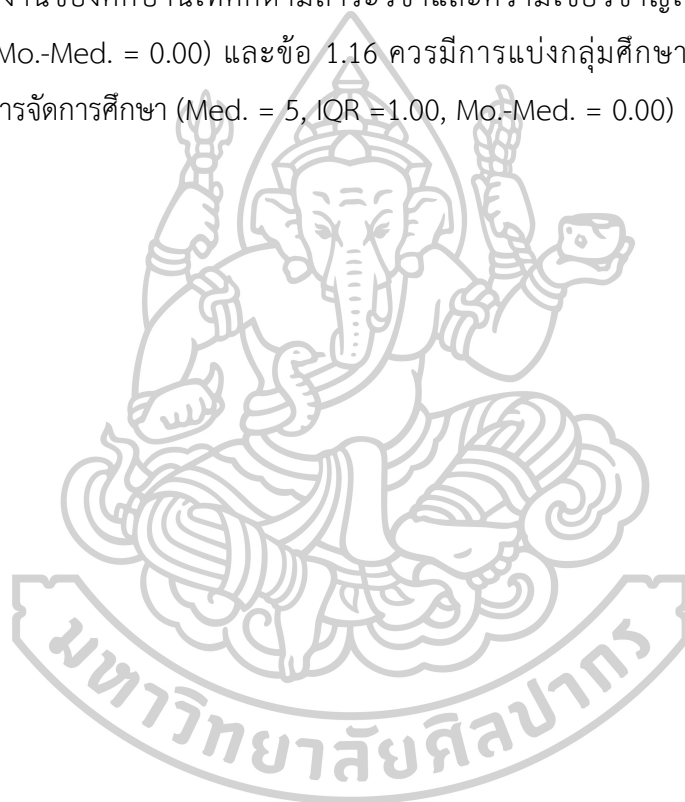 Mo.-Med. = 0.00) และข้อ 1.16 ควรมีการแบ่งกลุ่มศึกษา
ารจัดการศึกษา (Med. = 5, IQR =1.00, Mo.-Med. = 0.00)
มหาวิทยาลัยศิลปากร